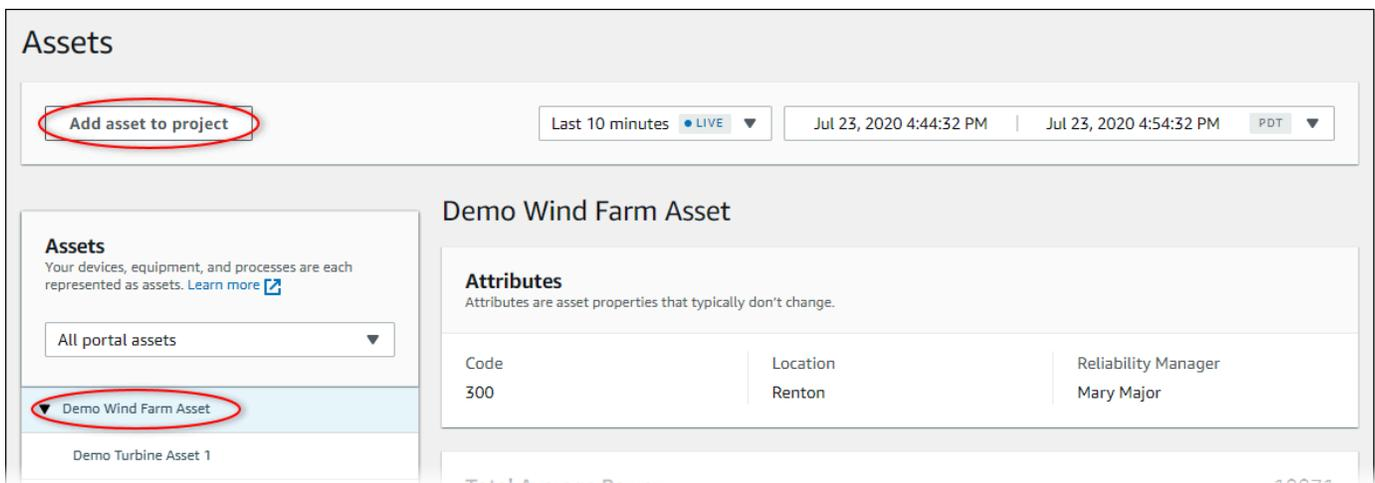 Assets
Add asset to project
Last 10 minutes LIVE
Jul 23, 2020 4:44:32 PM | Jul 23, 2020 4:54:32 PM PDT
Assets
Your devices, equipment, and processes are each
represented as assets. Learn more
All portal assets
Demo Wind Farm Asset
Demo Turbine Asset 1
Demo Wind Farm Asset
Attributes
Attributes are asset properties that typically don't change.
Code
300
Location
Renton
Reliability Manager
Mary Major